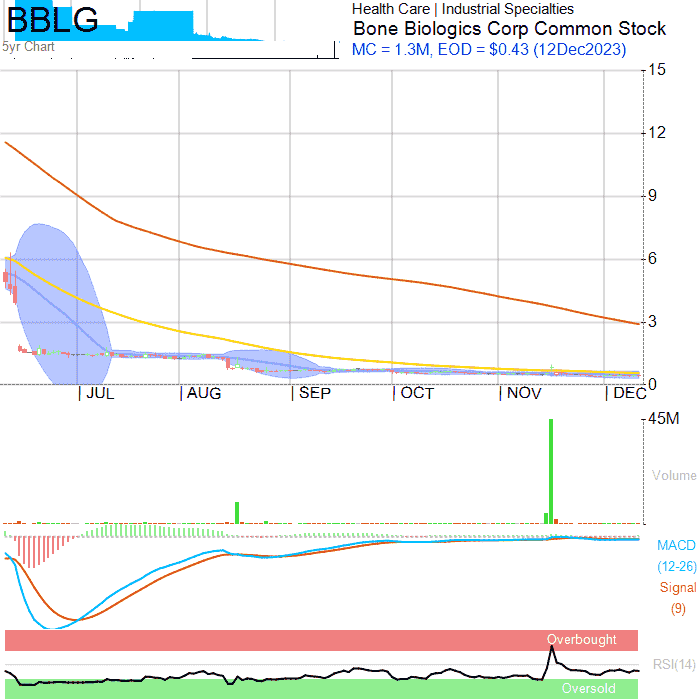 BBLG
5yr Chart
Health Care | Industrial Specialties
Bone Biologics Corp Common Stock
MC = 1.3M, EOD = $0.43 (12Dec2023)
15
12
9
6
3
0
| JUL
| AUG
| SEP
| OCT
| NOV
| DEC
45M
Volume
MACD
(12-26)
Signal
(9)
Overbought
RSI(14)
Oversold